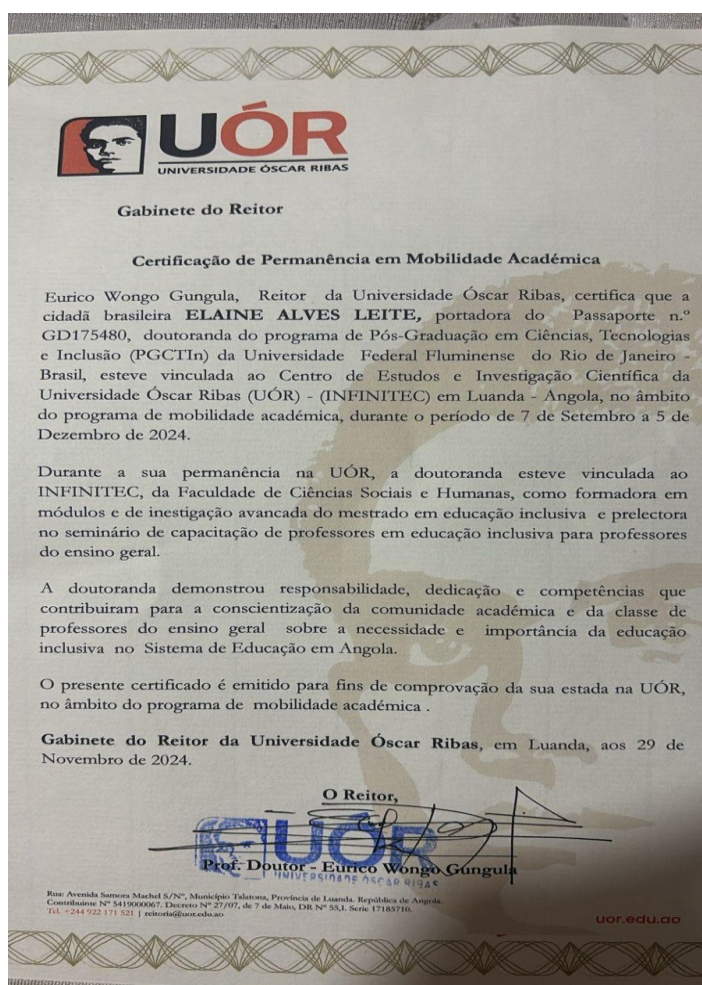 UÓR
UNIVERSIDADE ÓSCAR RIBAS
Gabinete do Reitor
Certificação de Permanência em Mobilidade Académica
Eurico Wongo Gungula, Reitor da Universidade Óscar Ribas, certifica que a
cidadã brasileira ELAINE ALVES LEITE, portadora do Passaporte n.º
GD175480, doutoranda do programa de Pós-Graduação em Ciências, Tecnologias
e Inclusão (PGCTIn) da Universidade Federal Fluminense do Rio de Janeiro -
Brasil, esteve vinculada ao Centro de Estudos e Investigação Científica da
Universidade Óscar Ribas (UÓR) - (INFINITEC) em Luanda - Angola, no âmbito
do programa de mobilidade académica, durante o período de 7 de Setembro a 5 de
Dezembro de 2024.
Durante a sua permanência na UÓR, a doutoranda esteve vinculada ao
INFINITEC, da Faculdade de Ciências Sociais e Humanas, como formadora em
módulos e de inestigação avancada do mestrado em educação inclusiva e prelectora
no seminário de capacitação de professores em educação inclusiva para professores
do ensino geral.
A doutoranda demonstrou responsabilidade, dedicação e competências que
contribuiram para a conscientização da comunidade académica e da classe de
professores do ensino geral sobre a necessidade e importância da educação
inclusiva no Sistema de Educação em Angola.
O presente certificado é emitido para fins de comprovação da sua estada na UÓR,
no âmbito do programa de mobilidade académica .
Gabinete do Reitor da Universidade Óscar Ribas, em Luanda, aos 29 de
Novembro de 2024.
O Reitor,
UÓR
Prof. Doutor - Eurico Wongo Gungula
UNIVERSIDADE ÓSCAR RIBAS
Rua: Avenida Samora Machel S/Nº, Município Talatona, Província de Luanda. República de Angola.
Contribuinte Nº 5419000067. Decreto Nº 27/07, de 7 de Maio, DR Nº 55,I. Serie 17185710.
Tel. +244 922 171 521 | reitoria@uor.edu.ao
uor.edu.ao